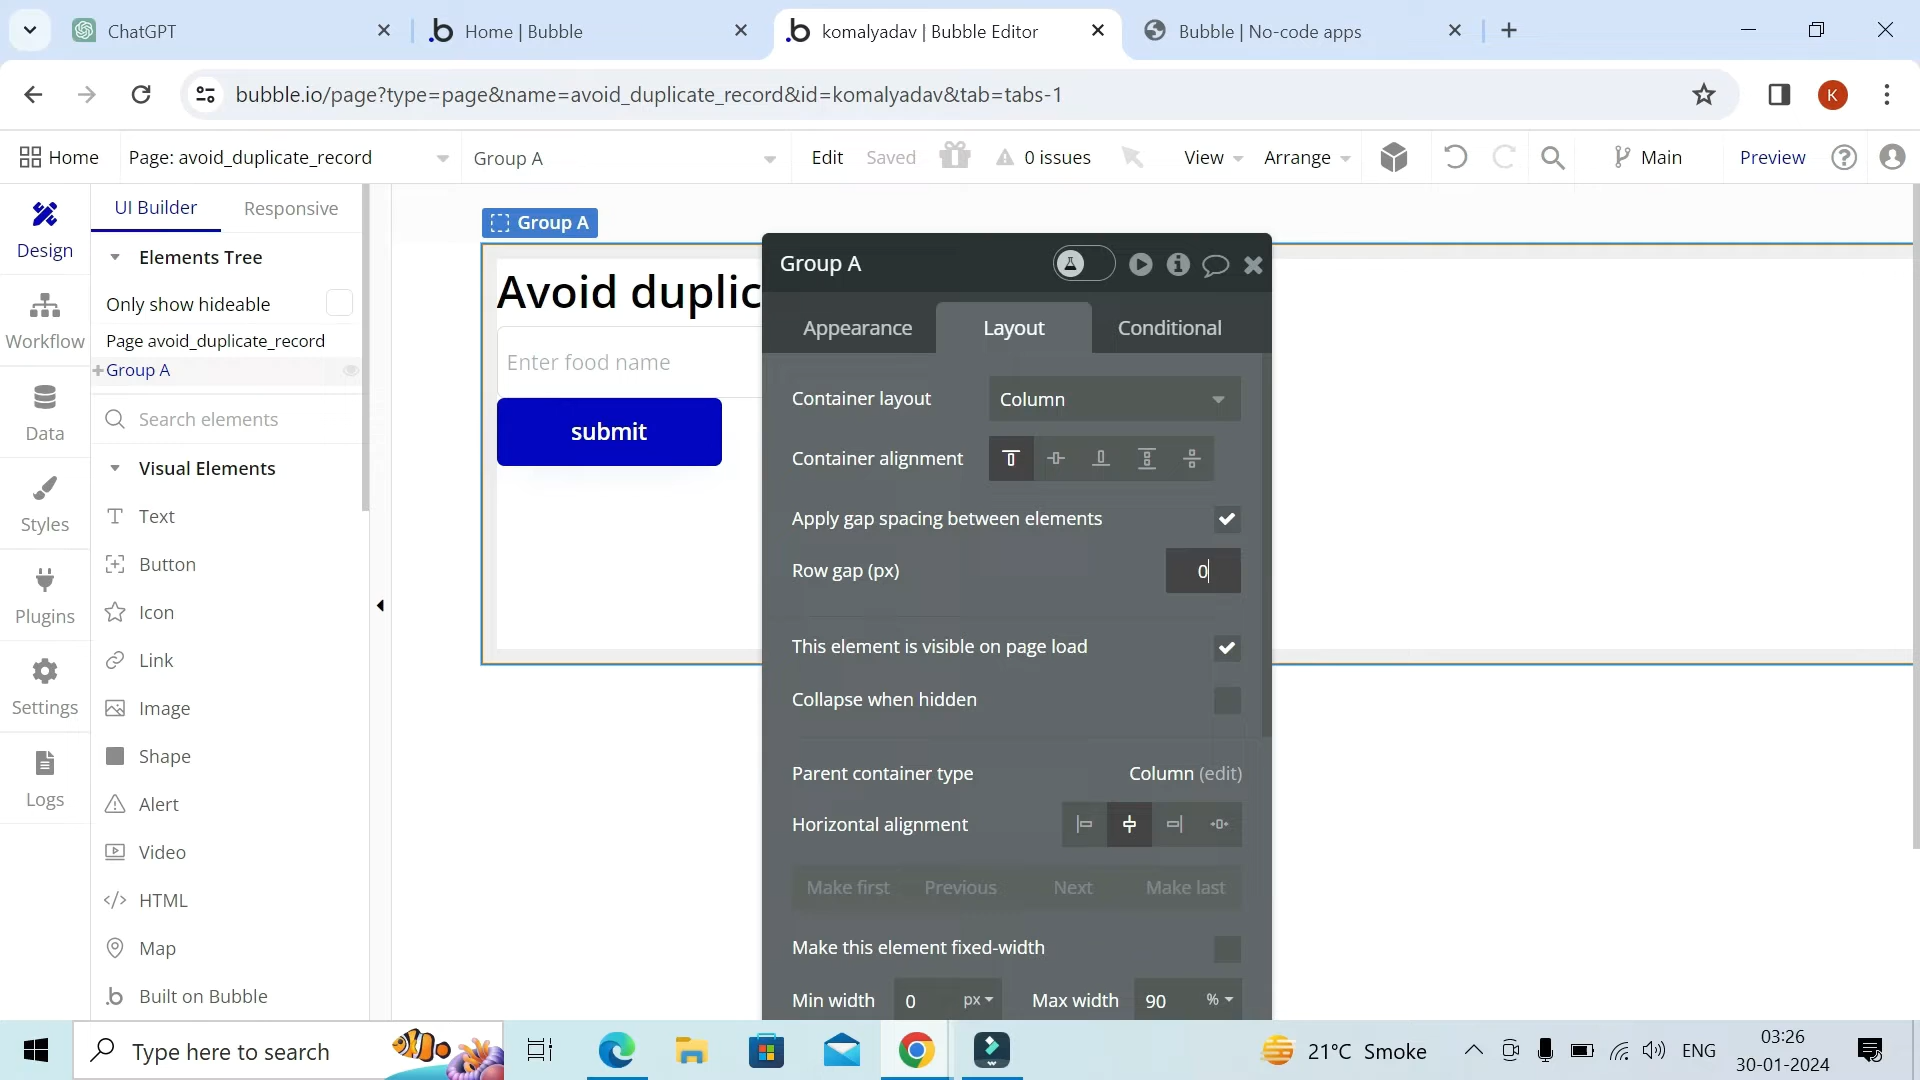 ChatGPT
Home | Bubble
komalyadav | Bubble Editor
Bubble | No-code apps
bubble.io/page?type=page&name=avoid_duplicate_record&id=komalyadav&tab=tabs-1
K
Home
Page: avoid_duplicate_record
Group A
Edit
Saved
0 issues
View
Arrange
Main
Preview
Design
Workflow
Data
Styles
Plugins
Settings
Logs
UI Builder
Responsive
Elements Tree
Only show hideable
Page avoid_duplicate_record
Group A
Search elements
Visual Elements
Text
Button
Icon
Link
Image
Shape
Alert
Video
HTML
Map
Built on Bubble
Group A
Avoid duplic
Enter food name
submit
Group A
Appearance
Layout
Conditional
Container layout
Column
Container alignment
Apply gap spacing between elements
Row gap (px)
0
This element is visible on page load
Collapse when hidden
Parent container type
Column (edit)
Horizontal alignment
Make first
Previous
Next
Make last
Make this element fixed-width
Min width
0
px
Max width
90
%
Type here to search
21°C Smoke
ENG
03:26
30-01-2024